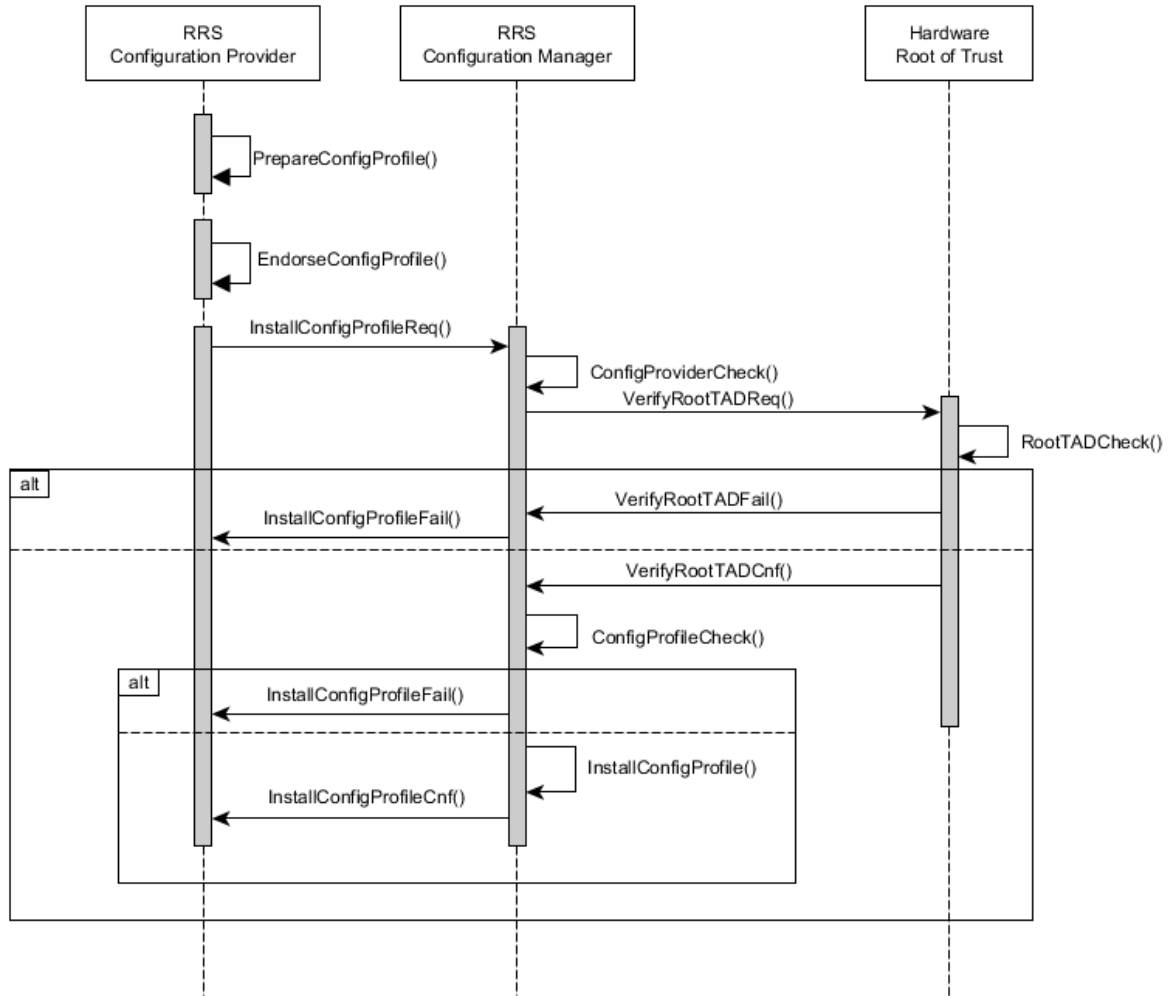 RRS
Configuration Provider
RRS
Configuration Manager
Hardware
Root of Trust
PrepareConfigProfile()
EndorseConfigProfile()
InstallConfigProfileReq()
ConfigProviderCheck()
VerifyRootTADReq()
RootTADCheck()
alt
VerifyRootTADFail()
InstallConfigProfileFail()
VerifyRootTADCnf()
ConfigProfileCheck()
alt
InstallConfigProfileFail()
InstallConfigProfile()
InstallConfigProfileCnf()